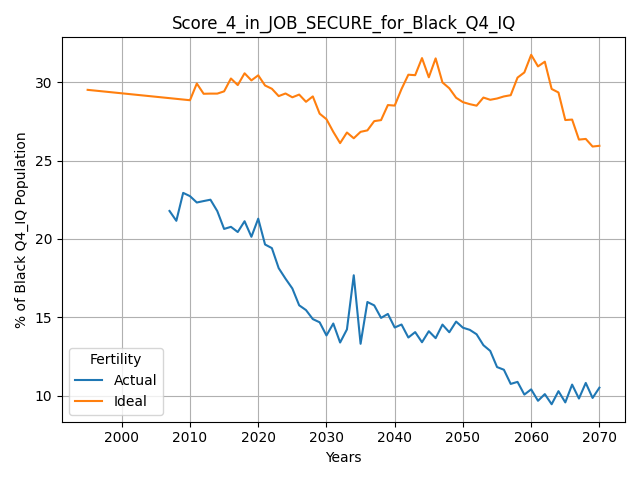 Score_4_in_JOB_SECURE_for_Black_Q4_IQ
% of Black Q4_IQ Population
30
25
20
15
10
Fertility
Actual
Ideal
2000 2010 2020 2030 2040 2050 2060 2070
Years